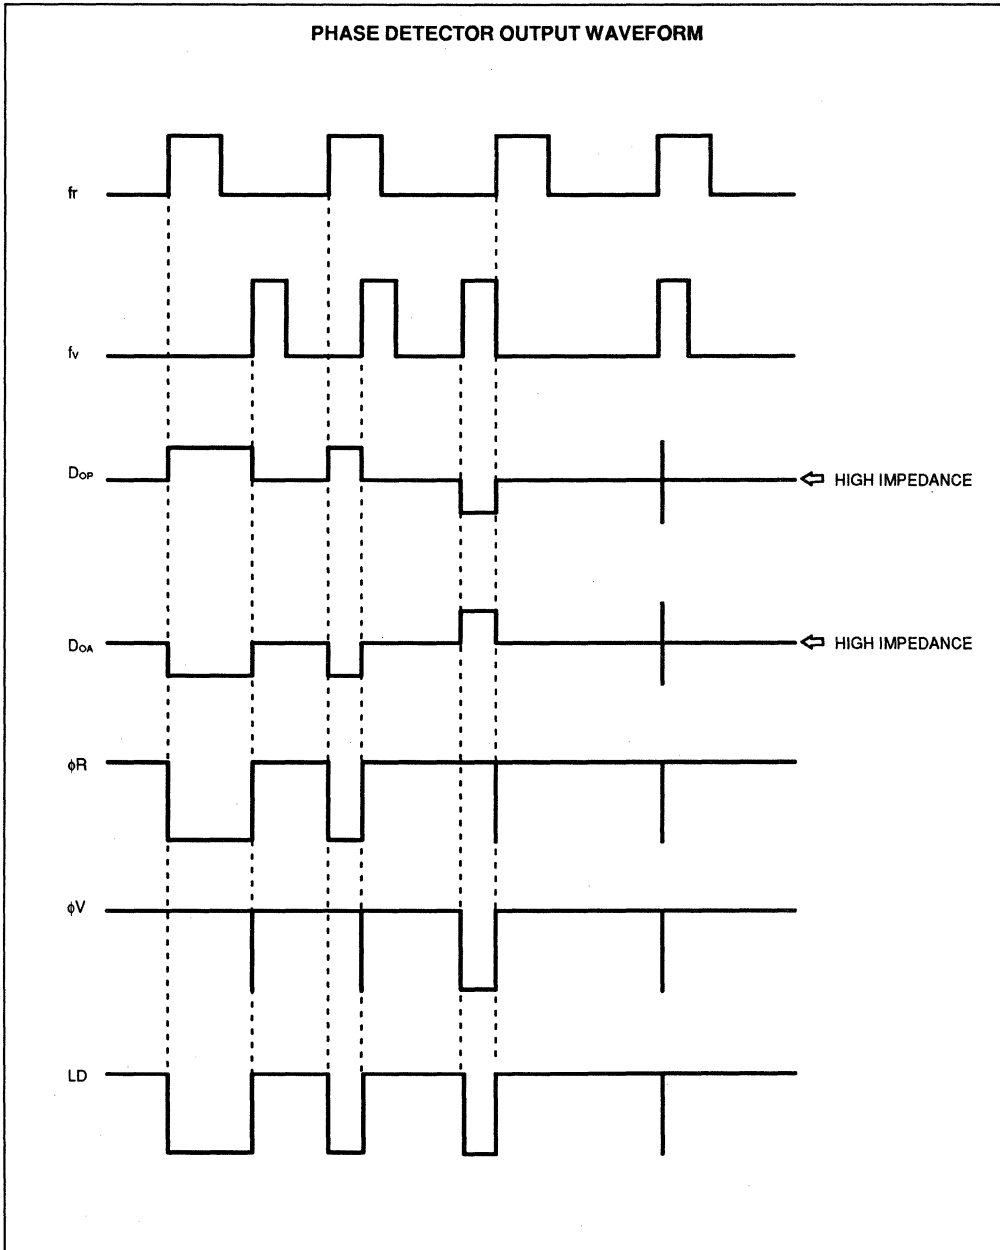 PHASE DETECTOR OUTPUT WAVEFORM
fr
fv
DOP
HIGH IMPEDANCE
DOA
HIGH IMPEDANCE
ϕR
ϕV
LD